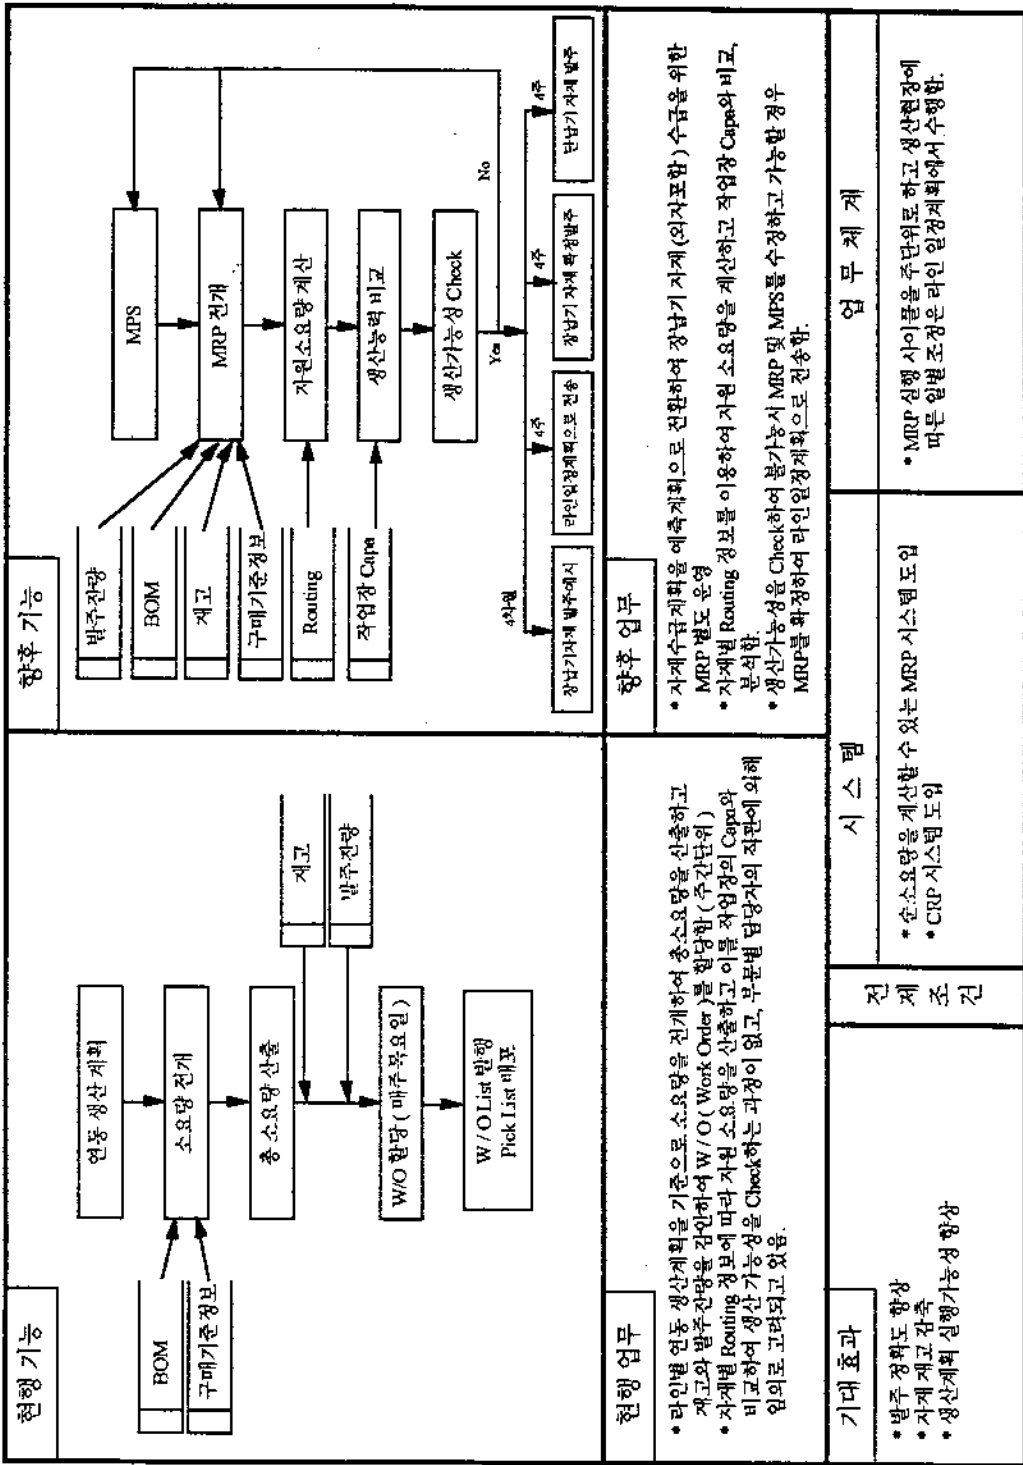 현행 기능
연동 생산 계획
BOM
구매기준정보
소요량 전개
총 소요량 산출
재고
발주잔량
W/O 할당 ( 매주목요일 )
W / O List 발행
Pick List 배포
향후 기능
발주잔량
BOM
재고
구매기준정보
Routing
작업장 Capa
MPS
MRP 전개
자원소요량 계산
생산능력 비교
생산가능성 Check
Yes
No
4차월
4주
4주
4주
장납기자재 발주예시
라인일정계획으로 전송
장납기 자재 확정발주
단납기 자재 발주
현행 업무
* 라인별 연동 생산계획을 기준으로 소요량을 전개하여 총소요량을 산출하고
재고와 발주잔량을 감안하여 W / O ( Work Order )를 할당함 ( 주간단위 )
* 자재별 Routing 정보에 따라 자원 소요량을 산출하고 이를 작업장의 Capa와
비교하여 생산 가능성을 Check하는 과정이 없고, 부분별 담당자의 직관에 의해
임의로 고려되고 있음.
향후 업무
* 자재수급계획을 예측계획으로 전환하여 장납기 자재 (외자포함) 수급을 위한
MRP 별도 운영
* 자재별 Routing 정보를 이용하여 자원 소요량을 계산하고 작업장 Capa와 비교,
분석함.
* 생산가능성을 Check하여 불가능시 MRP 및 MPS를 수정하고 가능할 경우
MRP를 확정하여 라인일정계획으로 전송함.
기대 효과
* 발주 정확도 향상
* 자재 재고 감축
* 생산계획 실행가능성 향상
전제조건
시 스 템
* 순소요량을 계산할 수 있는 MRP 시스템 도입
* CRP 시스템 도입
업 무 체 계
* MRP 실행 사이클을 주단위로 하고 생산현장에
따른 일별 조정은 라인 일정계획에서 수행함.